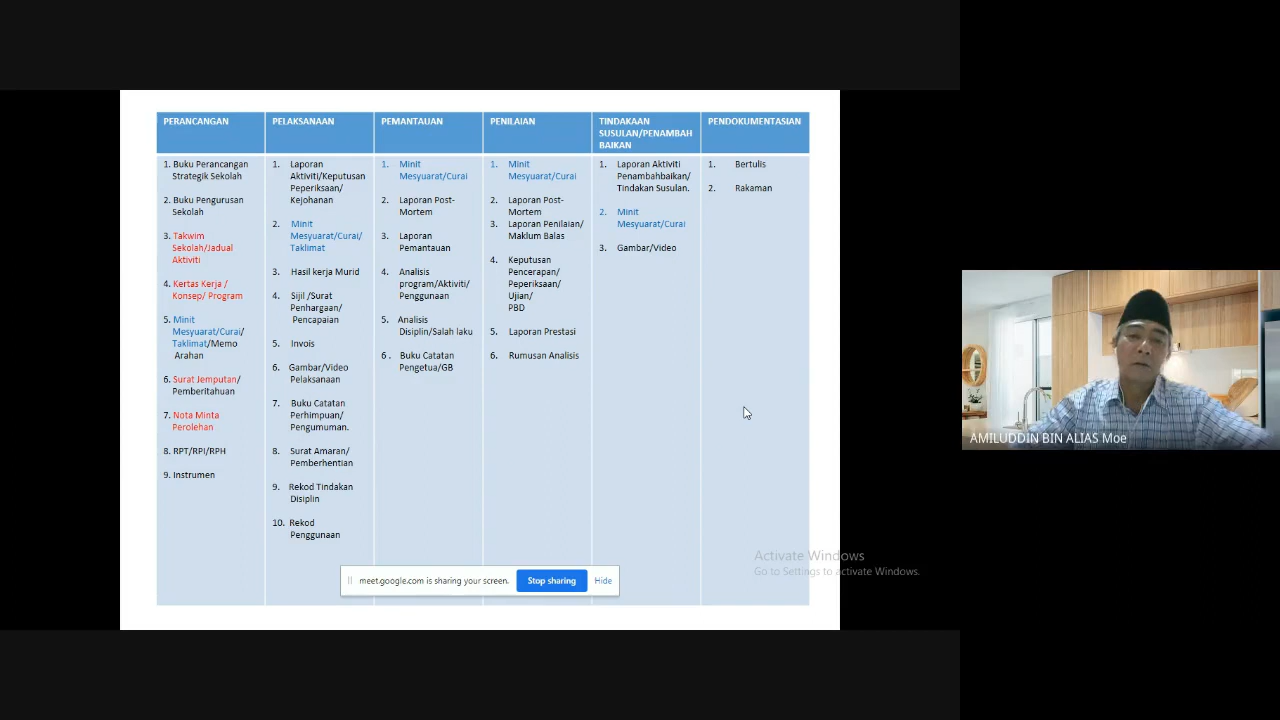 PERANCANGAN
1. Buku Perancangan
Strategik Sekolah
2. Buku Pengurusan
Sekolah
3. Takwim
Sekolah/Jadual
Aktiviti
4. Kertas Kerja /
Konsep/ Program
5. Minit
Mesyuarat/Curai/
Taklimat/Memo
Arahan
6. Surat Jemputan/
Pemberitahuan
7. Nota Minta
Perolehan
8. RPT/RPI/RPH
9. Instrumen
PELAKSANAAN
1. Laporan
Aktiviti/Keputusan
Peperiksaan/
Kejohanan
2. Minit
Mesyuarat/Curai/
Taklimat
3. Hasil kerja Murid
4. Sijil /Surat
Penhargaan/
Pencapaian
5. Invois
6. Gambar/Video
Pelaksanaan
7. Buku Catatan
Perhimpuan/
Pengumuman.
8. Surat Amaran/
Pemberhentian
9. Rekod Tindakan
Disiplin
10. Rekod
Penggunaan
PEMANTAUAN
1. Minit
Mesyuarat/Curai
2. Laporan Post-
Mortem
3. Laporan
Pemantauan
4. Analisis
program/Aktiviti/
Penggunaan
5. Analisis
Disiplin/Salah laku
6 . Buku Catatan
Pengetua/GB
PENILAIAN
1. Minit
Mesyuarat/Curai
2. Laporan Post-
Mortem
3. Laporan Penilaian/
Maklum Balas
4. Keputusan
Pencerapan/
Peperiksaan/
Ujian/
PBD
5. Laporan Prestasi
6. Rumusan Analisis
TINDAKAAN
SUSULAN/PENAMBAH
BAIKAN
1. Laporan Aktiviti
Penambahbaikan/
Tindakan Susulan.
2. Minit
Mesyuarat/Curai
3. Gambar/Video
PENDOKUMENTASIAN
1. Bertulis
2. Rakaman
meet.google.com is sharing your screen.
Stop sharing
Hide
Activate Windows
Go to Settings to activate Windows.
AMILUDDIN BIN ALIAS Moe